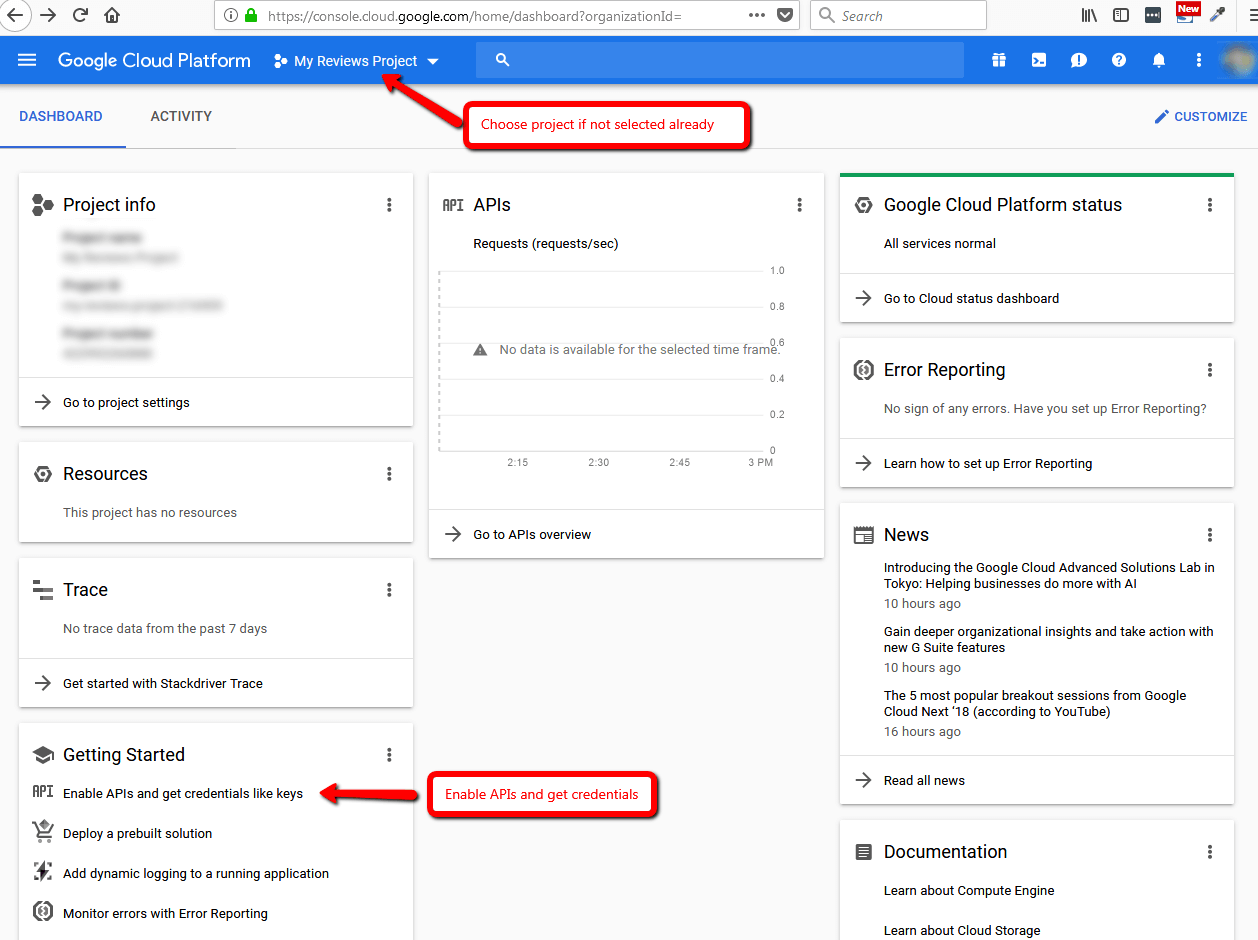 https://console.cloud.google.com/home/dashboard?organizationId=
Search
New
Google Cloud Platform
My Reviews Project
Choose project if not selected already
DASHBOARD
ACTIVITY
CUSTOMIZE
Project info
Go to project settings
Resources
This project has no resources
Trace
No trace data from the past 7 days
Get started with Stackdriver Trace
Getting Started
API
Enable APIs and get credentials like keys
Enable APIs and get credentials
Deploy a prebuilt solution
Add dynamic logging to a running application
Monitor errors with Error Reporting
API
APIs
Requests (requests/sec)
1.0
0.8
0.6
No data is available for the selected time frame.
0.4
0.2
0
2:15
2:30
2:45
3 PM
Go to APIs overview
Google Cloud Platform status
All services normal
Go to Cloud status dashboard
Error Reporting
No sign of any errors. Have you set up Error Reporting?
Learn how to set up Error Reporting
News
Introducing the Google Cloud Advanced Solutions Lab in
Tokyo: Helping businesses do more with AI
10 hours ago
Gain deeper organizational insights and take action with
new G Suite features
10 hours ago
The 5 most popular breakout sessions from Google
Cloud Next ‘18 (according to YouTube)
16 hours ago
Read all news
Documentation
Learn about Compute Engine
Learn about Cloud Storage